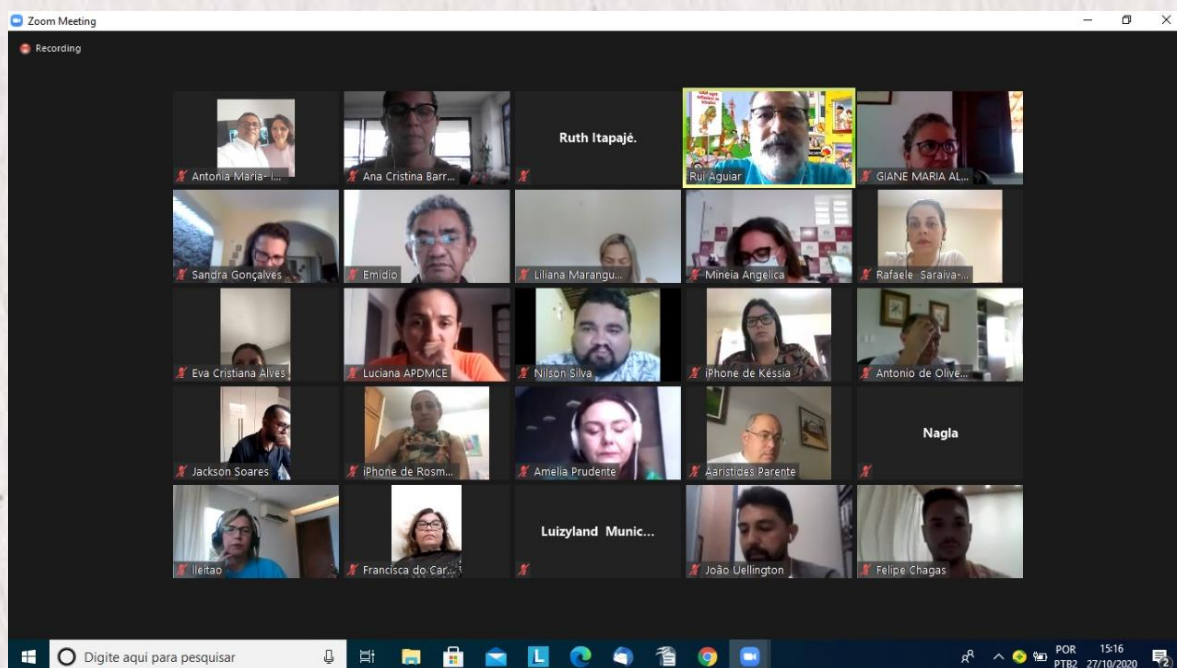 Zoom Meeting
Recording
Antonia Maria- I...
Ana Cristina Barr...
Ruth Itapajé.
Rui Aguiar
GIANE MARIA AL...
Sandra Gonçalves
Emidio
Liliana Marangu...
Mineia Angelica
Rafaele Saraiva-...
Eva Cristiana Alves
Luciana APDMCE
Nilson Silva
iPhone de Késsia
Antonio de Olive...
Jackson Soares
iPhone de Rosm...
Amelia Prudente
Aaristides Parente
Nagla
lleitao
Francisca do Car...
Luizyland Munic...
João Uellington
Felipe Chagas
Digite aqui para pesquisar
POR
PTB2
15:16
27/10/2020
2